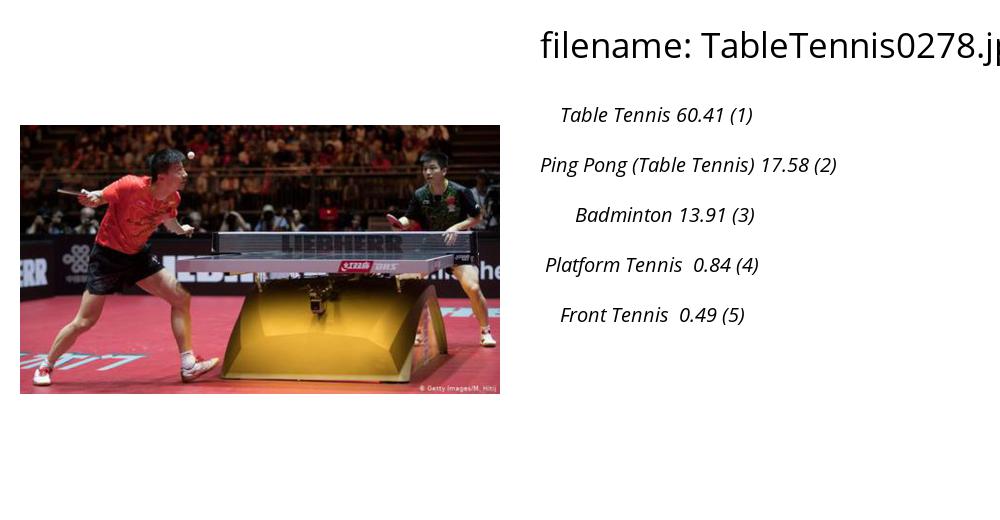 filename: TableTennis0278.jp
Table Tennis 60.41 (1)
Ping Pong (Table Tennis) 17.58 (2)
Badminton 13.91 (3)
Platform Tennis 0.84 (4)
Front Tennis 0.49 (5)
LIEBHERR
DHS
© Getty Images/M. Hitij